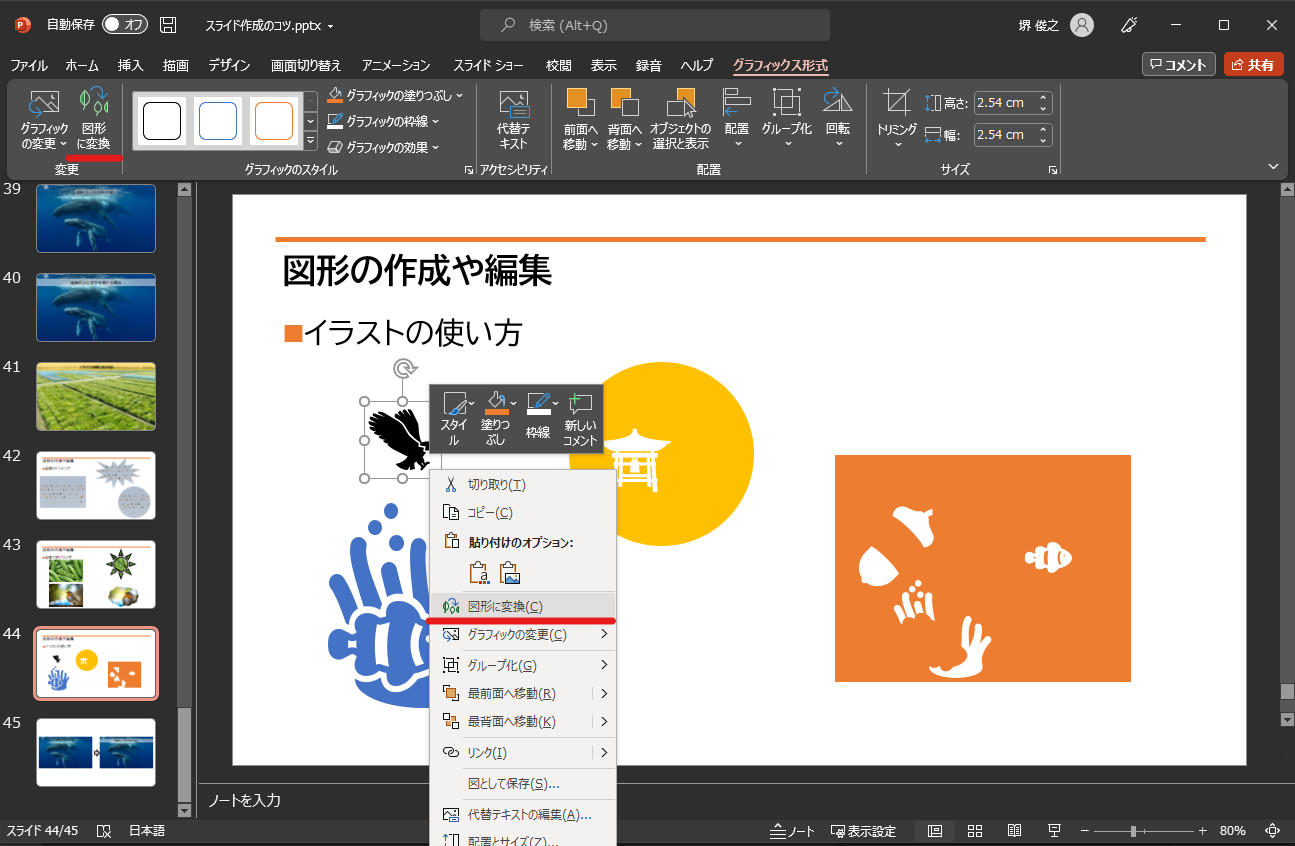 自動保存 オフ スライド作成のコツ.pptx 検索 (Alt+Q) 堺 俊之
ファイル ホーム 挿入 描画 デザイン 画面切り替え アニメーション スライド ショー 校閲 表示 録音 ヘルプ グラフィックス形式 コメント 共有
グラフィックの変更
図形に変換
変更
グラフィックの塗りつぶし
グラフィックの枠線
グラフィックの効果
グラフィックのスタイル
代替テキスト
アクセシビリティ
前面へ移動
背面へ移動
オブジェクトの選択と表示
配置
グループ化
回転
配置
トリミング
高さ: 2.54 cm
幅: 2.54 cm
サイズ
39
40
41
42
43
44
45
図形の作成や編集
イラストの使い方
スタイル
塗りつぶし
枠線
新しいコメント
切り取り(T)
コピー(C)
貼り付けのオプション:
a
図形に変換(C)
グラフィックの変更(C)
グループ化(G)
最前面へ移動(R)
最背面へ移動(K)
リンク(I)
図として保存(S)...
代替テキストの編集(A)...
配置とサイズ(Z)...
ノートを入力
スライド 44/45 日本語 ノート 表示設定 80%